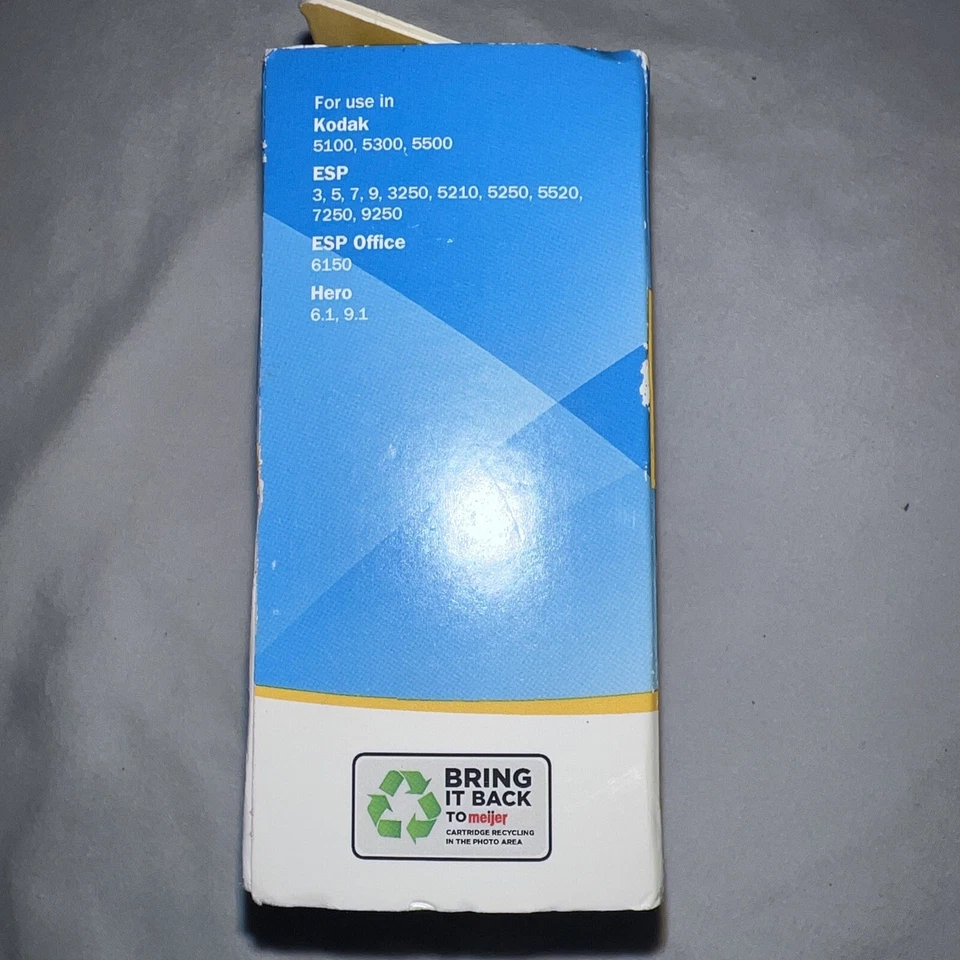 For use in
Kodak
5100, 5300, 5500
ESP
3, 5, 7, 9, 3250, 5210, 5250, 5520,
7250, 9250
ESP Office
6150
Hero
6.1, 9.1
BRING
IT BACK
TO meijer
CARTRIDGE RECYCLING
IN THE PHOTO AREA